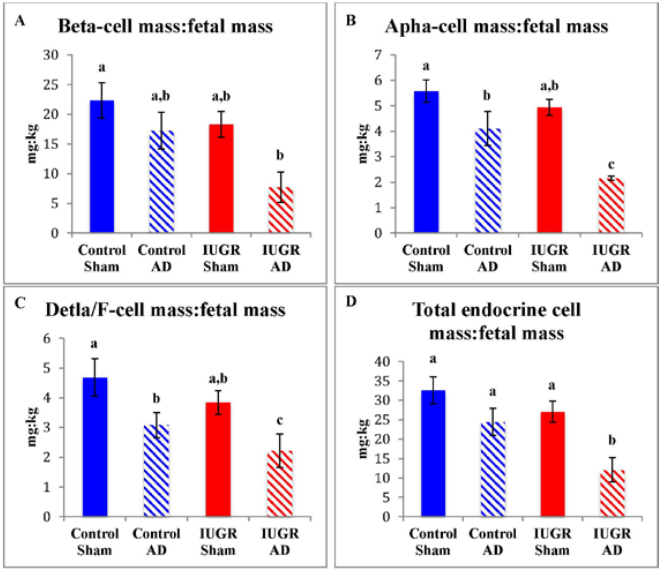 A
Beta-cell mass:fetal mass
mg:kg
30
25
20
15
10
5
0
a
a,b
a,b
b
Control Sham
Control AD
IUGR Sham
IUGR AD
B
Apha-cell mass:fetal mass
mg:kg
7
6
5
4
3
2
1
0
a
b
a,b
c
Control Sham
Control AD
IUGR Sham
IUGR AD
C
Detla/F-cell mass:fetal mass
mg:kg
6
5
4
3
2
1
0
a
b
a,b
c
Control Sham
Control AD
IUGR Sham
IUGR AD
D
Total endocrine cell
mass:fetal mass
mg:kg
40
35
30
25
20
15
10
5
0
a
a
a
b
Control Sham
Control AD
IUGR Sham
IUGR AD